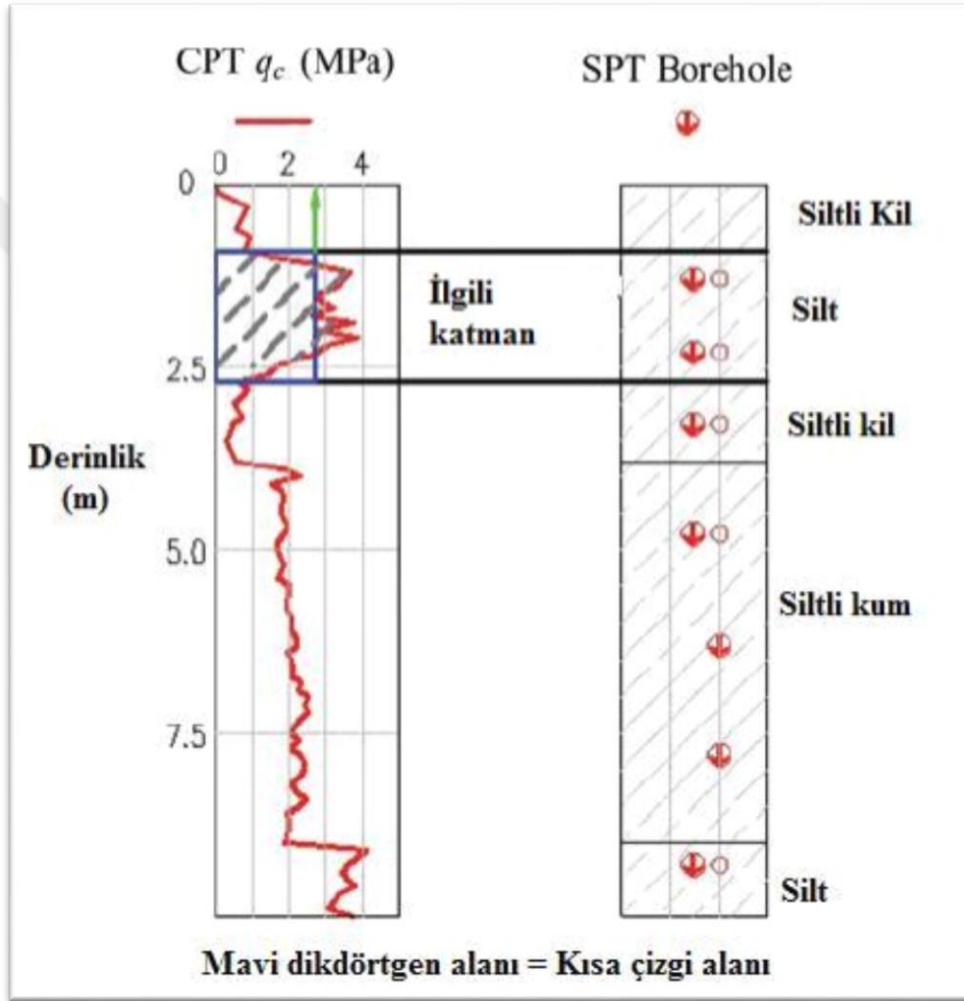 CPT qc (MPa)
SPT Borehole
0 2 4
0
Siltli Kil
İlgili
katman
Silt
2.5
Siltli kil
Derinlik
(m)
5.0
Siltli kum
7.5
Silt
Mavi dikdörtgen alanı = Kısa çizgi alanı